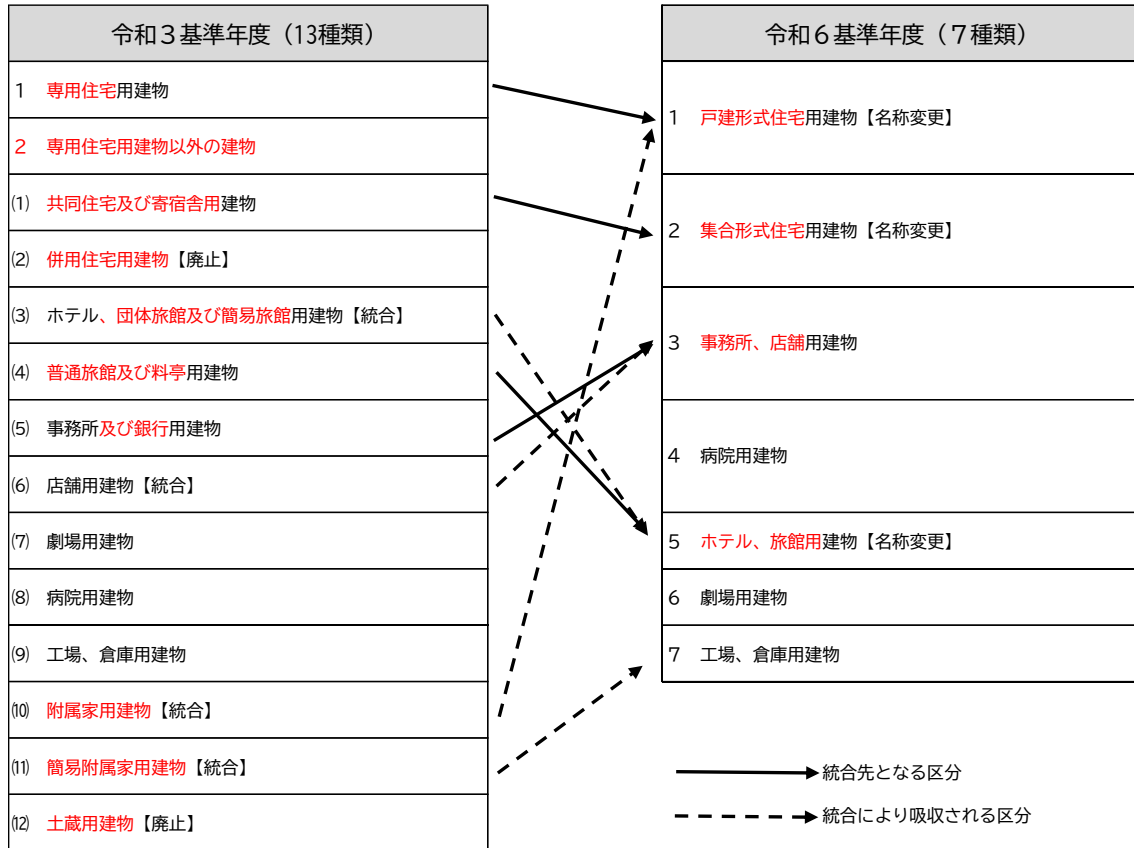 令和３基準年度（13種類）
1 専用住宅用建物
2 専用住宅用建物以外の建物
⑴ 共同住宅及び寄宿舎用建物
⑵ 併用住宅用建物【廃止】
⑶ ホテル、団体旅館及び簡易旅館用建物【統合】
⑷ 普通旅館及び料亭用建物
⑸ 事務所及び銀行用建物
⑹ 店舗用建物【統合】
⑺ 劇場用建物
⑻ 病院用建物
⑼ 工場、倉庫用建物
⑽ 附属家用建物【統合】
⑾ 簡易附属家用建物【統合】
⑿ 土蔵用建物【廃止】
令和６基準年度（７種類）
1 戸建形式住宅用建物【名称変更】
2 集合形式住宅用建物【名称変更】
3 事務所、店舗用建物
4 病院用建物
5 ホテル、旅館用建物【名称変更】
6 劇場用建物
7 工場、倉庫用建物
統合先となる区分
統合により吸収される区分